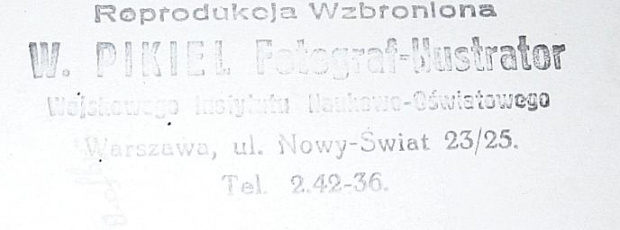 Reprodukcja Wzbroniona
W. PIKIEL Fotograf-Ilustrator
Wojskowego Instytutu Naukowo-Oświatowego
Warszawa, ul. Nowy-Świat 23/25.
Tel. 2.42-36.